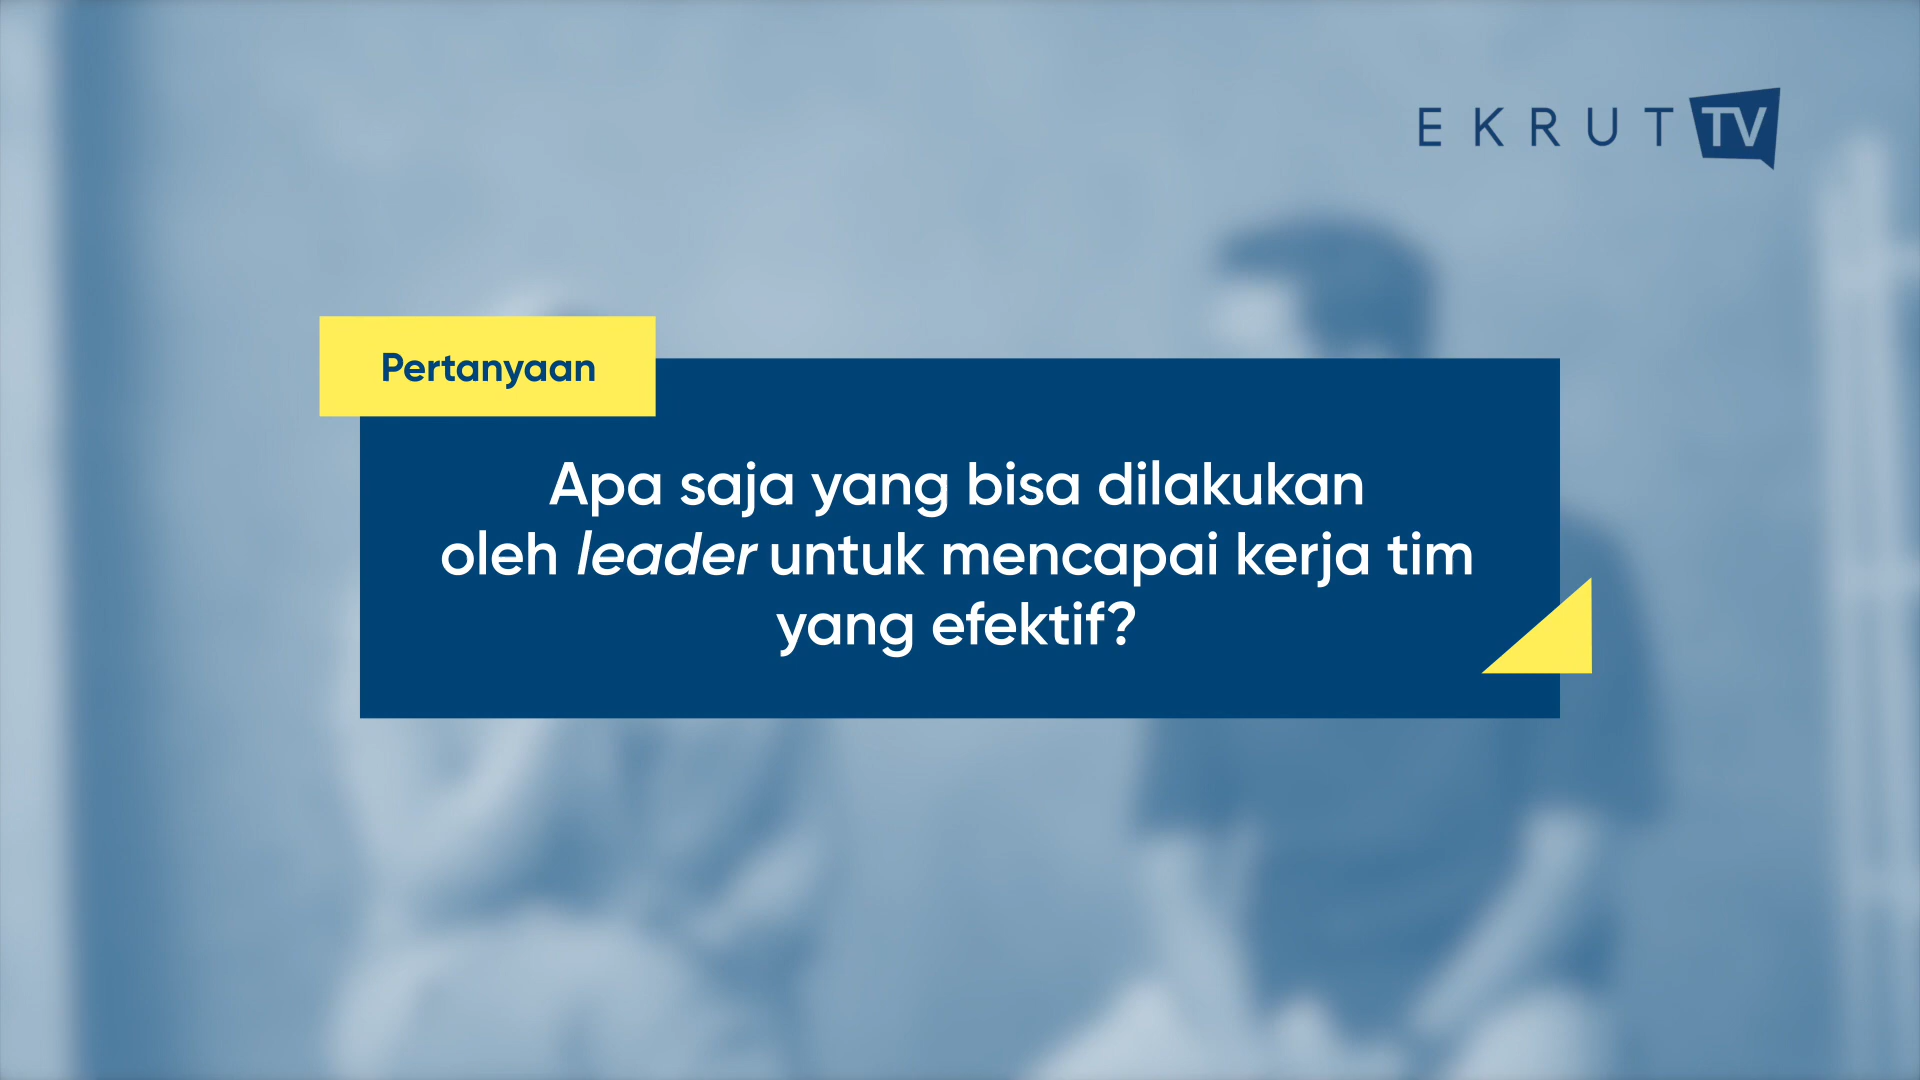 EKRUT TV
Pertanyaan
Apa saja yang bisa dilakukan
oleh leader untuk mencapai kerja tim
yang efektif?